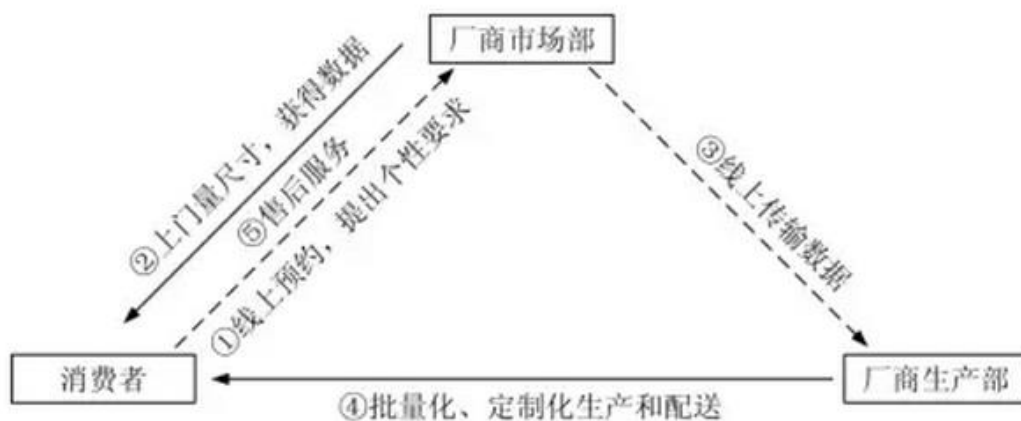 厂商市场部
②上门量尺寸，获得数据
⑤售后服务
①线上预约，提出个性要求
③线上传输数据
消费者
厂商生产部
④批量化、定制化生产和配送